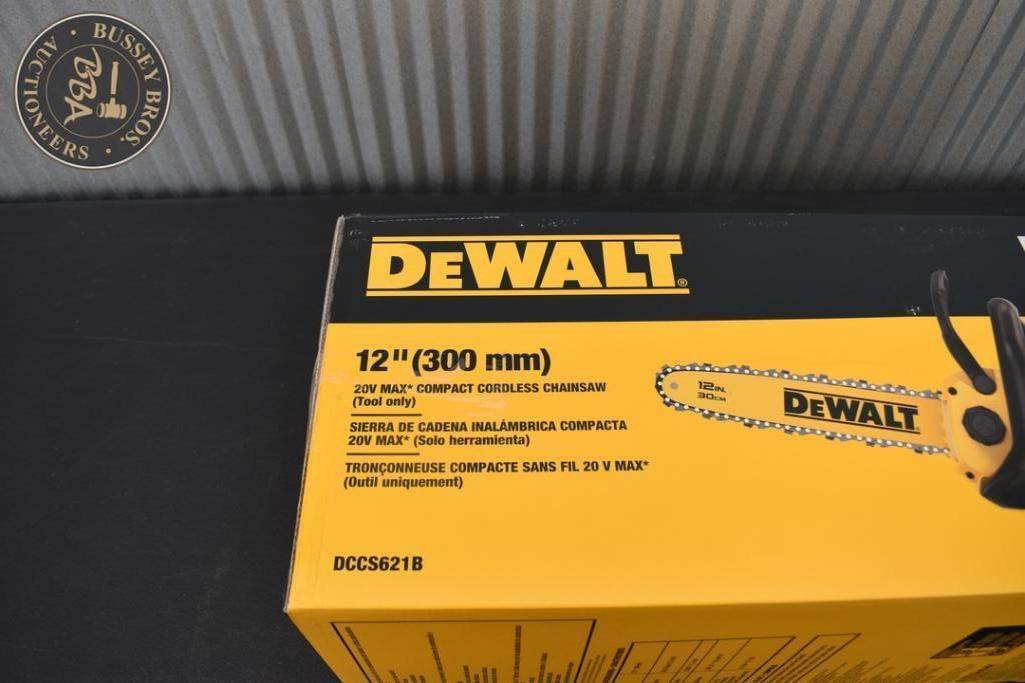 BUSSEY BROS.
BBA
AUCTIONEERS
DEWALT®
12" (300 mm)
20V MAX* COMPACT CORDLESS CHAINSAW
(Tool only)
SIERRA DE CADENA INALÁMBRICA COMPACTA
20V MAX* (Solo herramienta)
TRONÇONNEUSE COMPACTE SANS FIL 20 V MAX*
(Outil uniquement)
DCCS621B
12IN.
30CM
DEWALT